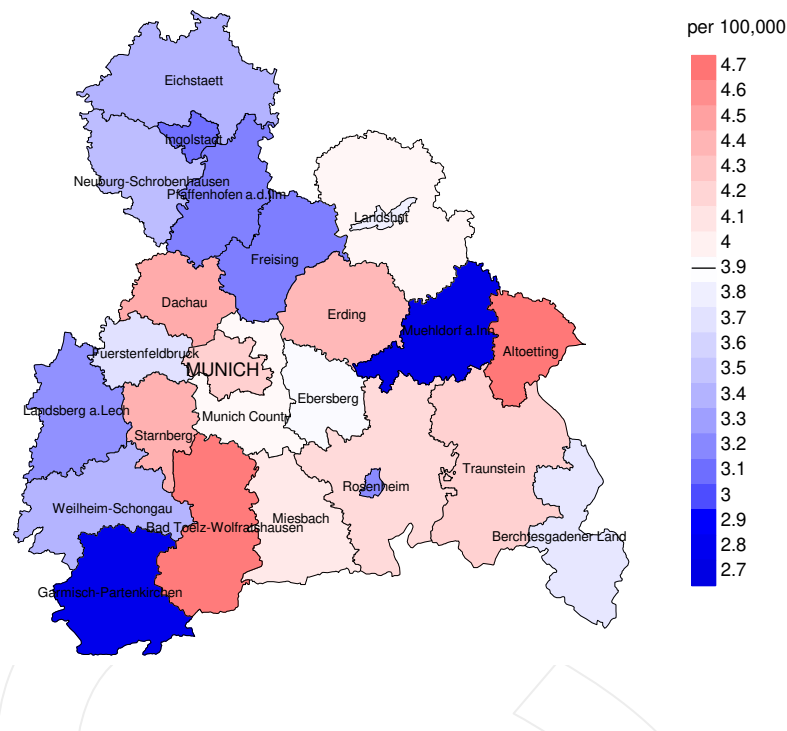 per 100,000
4.7
4.6
4.5
4.4
4.3
4.2
4.1
4
3.9
3.8
3.7
3.6
3.5
3.4
3.3
3.2
3.1
3
2.9
2.8
2.7
Eichstaett
Ingolstadt
Neuburg-Schrobenhausen
Pfaffenhofen a.d.Ilm
Landshut
Freising
Dachau
Erding
Muehldorf a.Inn
Altoetting
Fuerstenfeldbruck
MUNICH
Ebersberg
Landsberg a.Lech
Munich County
Starnberg
Traunstein
Rosenheim
Weilheim-Schongau
Miesbach
Bad Toelz-Wolfratshausen
Berchtesgadener Land
Garmisch-Partenkirchen